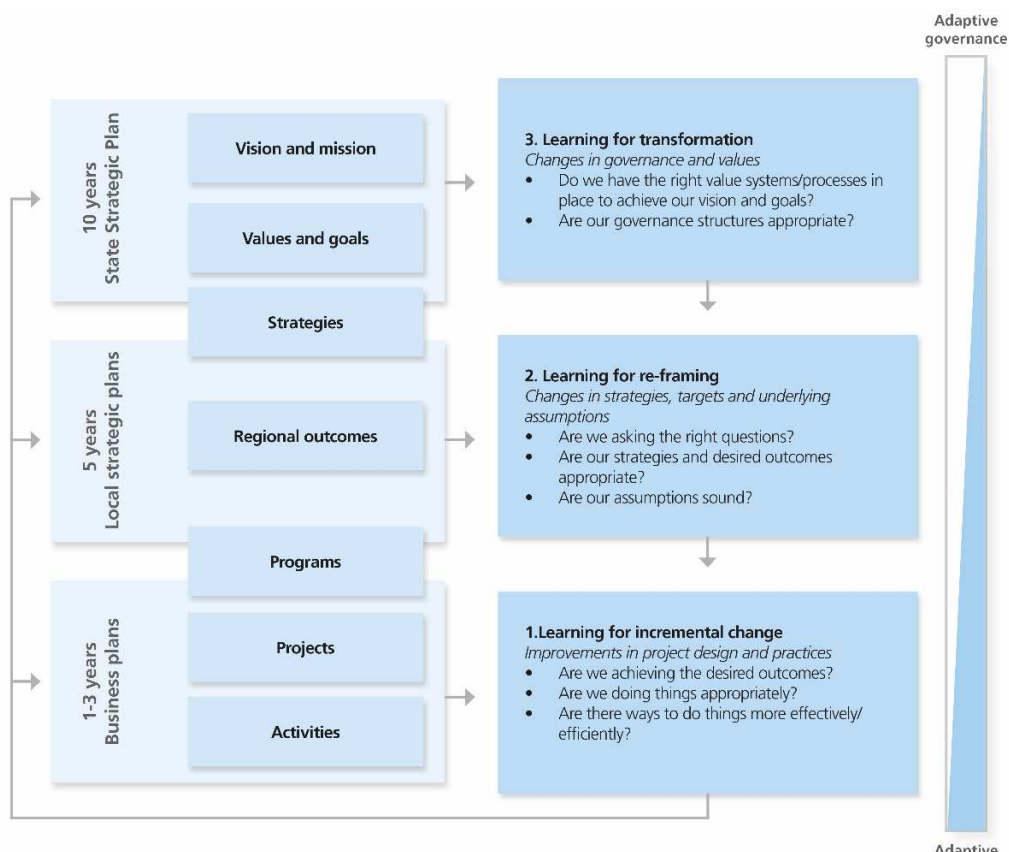 Adaptive
governance
10 years
State Strategic Plan
Vision and mission
Values and goals
Strategies
3. Learning for transformation
Changes in governance and values
• Do we have the right value systems/processes in
place to achieve our vision and goals?
• Are our governance structures appropriate?
5 years
Local strategic plans
Regional outcomes
2. Learning for re-framing
Changes in strategies, targets and underlying
assumptions
• Are we asking the right questions?
• Are our strategies and desired outcomes
appropriate?
• Are our assumptions sound?
Programs
1-3 years
Business plans
Projects
Activities
1.Learning for incremental change
Improvements in project design and practices
• Are we achieving the desired outcomes?
• Are we doing things appropriately?
• Are there ways to do things more effectively/
efficiently?
Adaptive